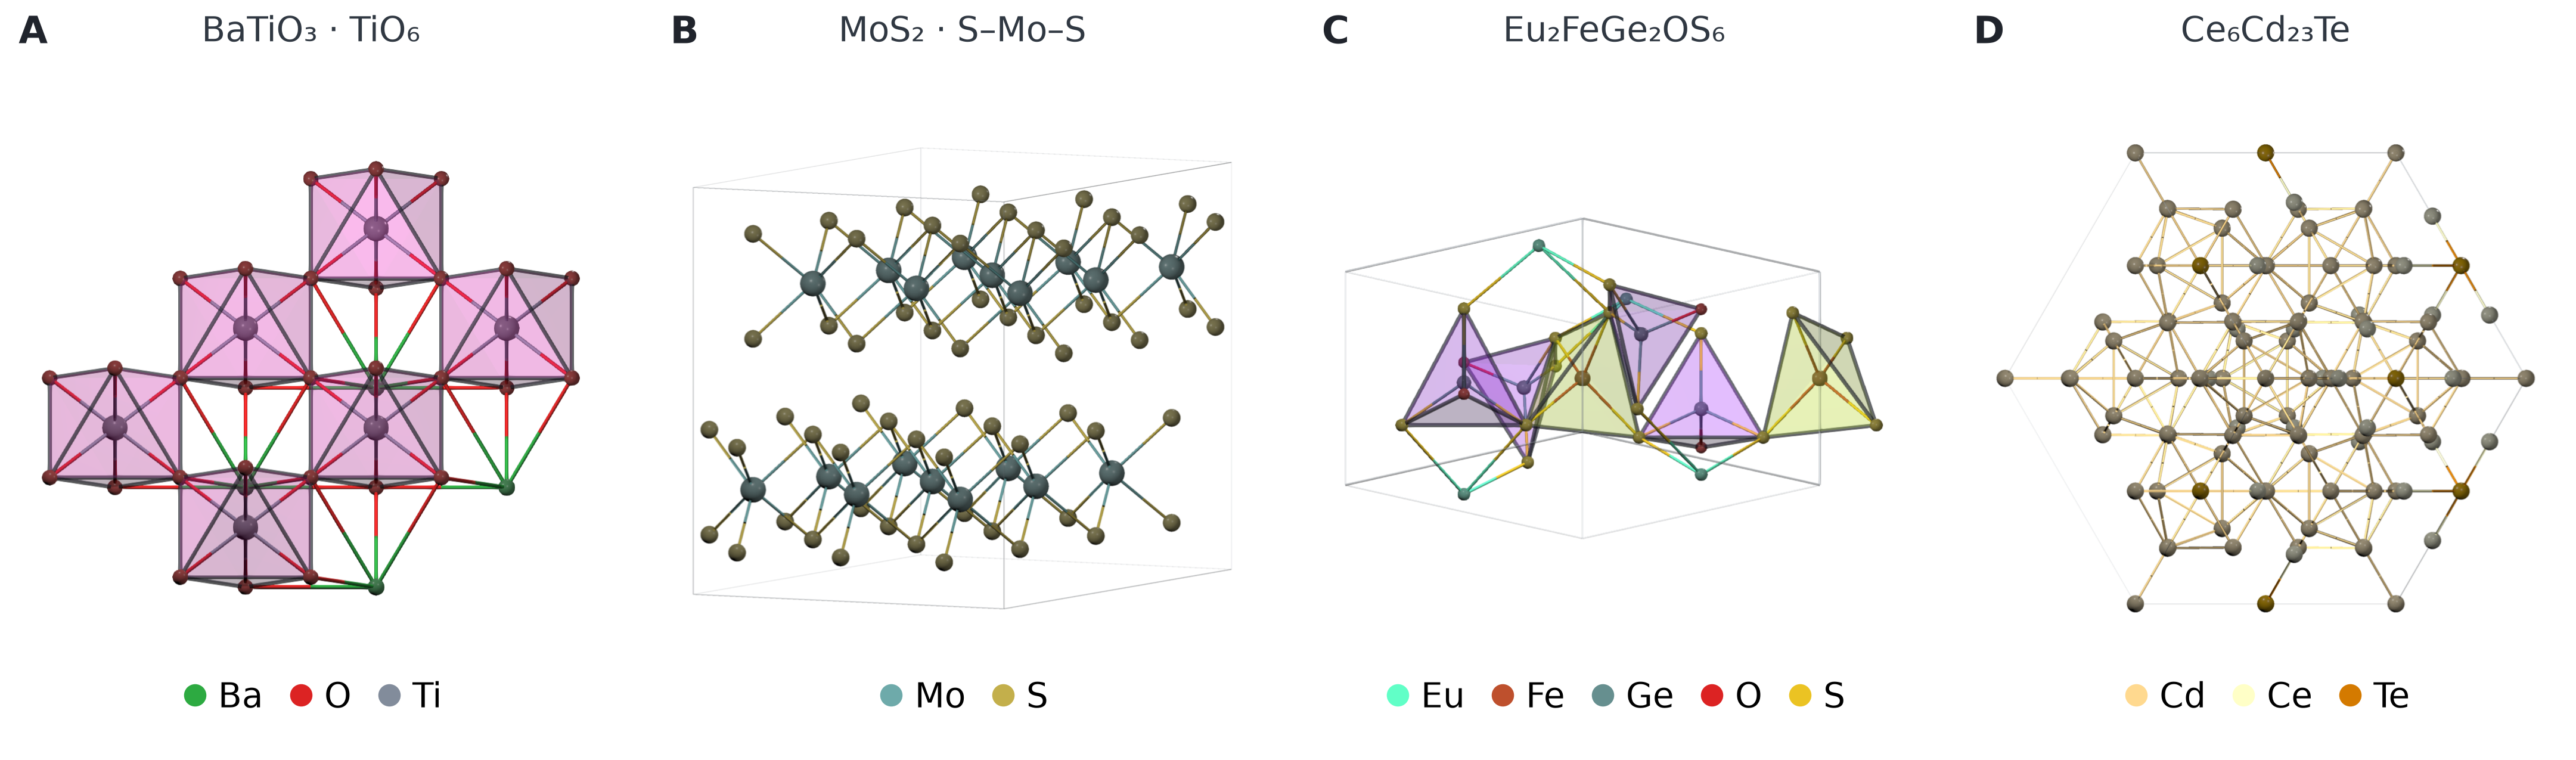 A BaTiO₃ · TiO₆
B MoS₂ · S–Mo–S
C Eu₂FeGe₂OS₆
D Ce₆Cd₂₃Te
Ba O Ti
Mo S
Eu Fe Ge O S
Cd Ce Te